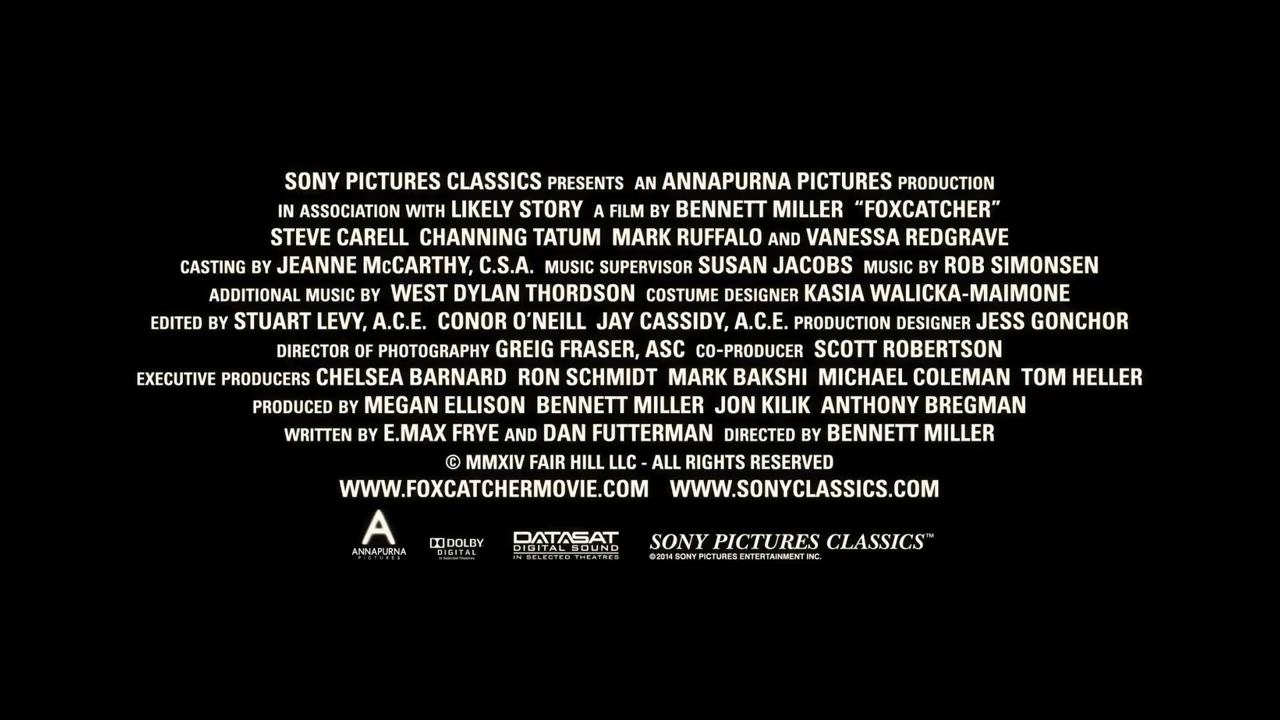 SONY PICTURES CLASSICS PRESENTS AN ANNAPURNA PICTURES PRODUCTION
IN ASSOCIATION WITH LIKELY STORY A FILM BY BENNETT MILLER “FOXCATCHER”
STEVE CARELL CHANNING TATUM MARK RUFFALO AND VANESSA REDGRAVE
CASTING BY JEANNE McCARTHY, C.S.A. MUSIC SUPERVISOR SUSAN JACOBS MUSIC BY ROB SIMONSEN
ADDITIONAL MUSIC BY WEST DYLAN THORDSON COSTUME DESIGNER KASIA WALICKA-MAIMONE
EDITED BY STUART LEVY, A.C.E. CONOR O’NEILL JAY CASSIDY, A.C.E. PRODUCTION DESIGNER JESS GONCHOR
DIRECTOR OF PHOTOGRAPHY GREIG FRASER, ASC CO-PRODUCER SCOTT ROBERTSON
EXECUTIVE PRODUCERS CHELSEA BARNARD RON SCHMIDT MARK BAKSHI MICHAEL COLEMAN TOM HELLER
PRODUCED BY MEGAN ELLISON BENNETT MILLER JON KILIK ANTHONY BREGMAN
WRITTEN BY E.MAX FRYE AND DAN FUTTERMAN DIRECTED BY BENNETT MILLER
© MMXIV FAIR HILL LLC - ALL RIGHTS RESERVED
WWW.FOXCATCHERMOVIE.COM WWW.SONYCLASSICS.COM
A
ANNAPURNA
PICTURES
DOLBY
DIGITAL
In Selected Theatres
DATASAT
DIGITAL SOUND
IN SELECTED THEATRES
SONY PICTURES CLASSICS™
©2014 SONY PICTURES ENTERTAINMENT INC.